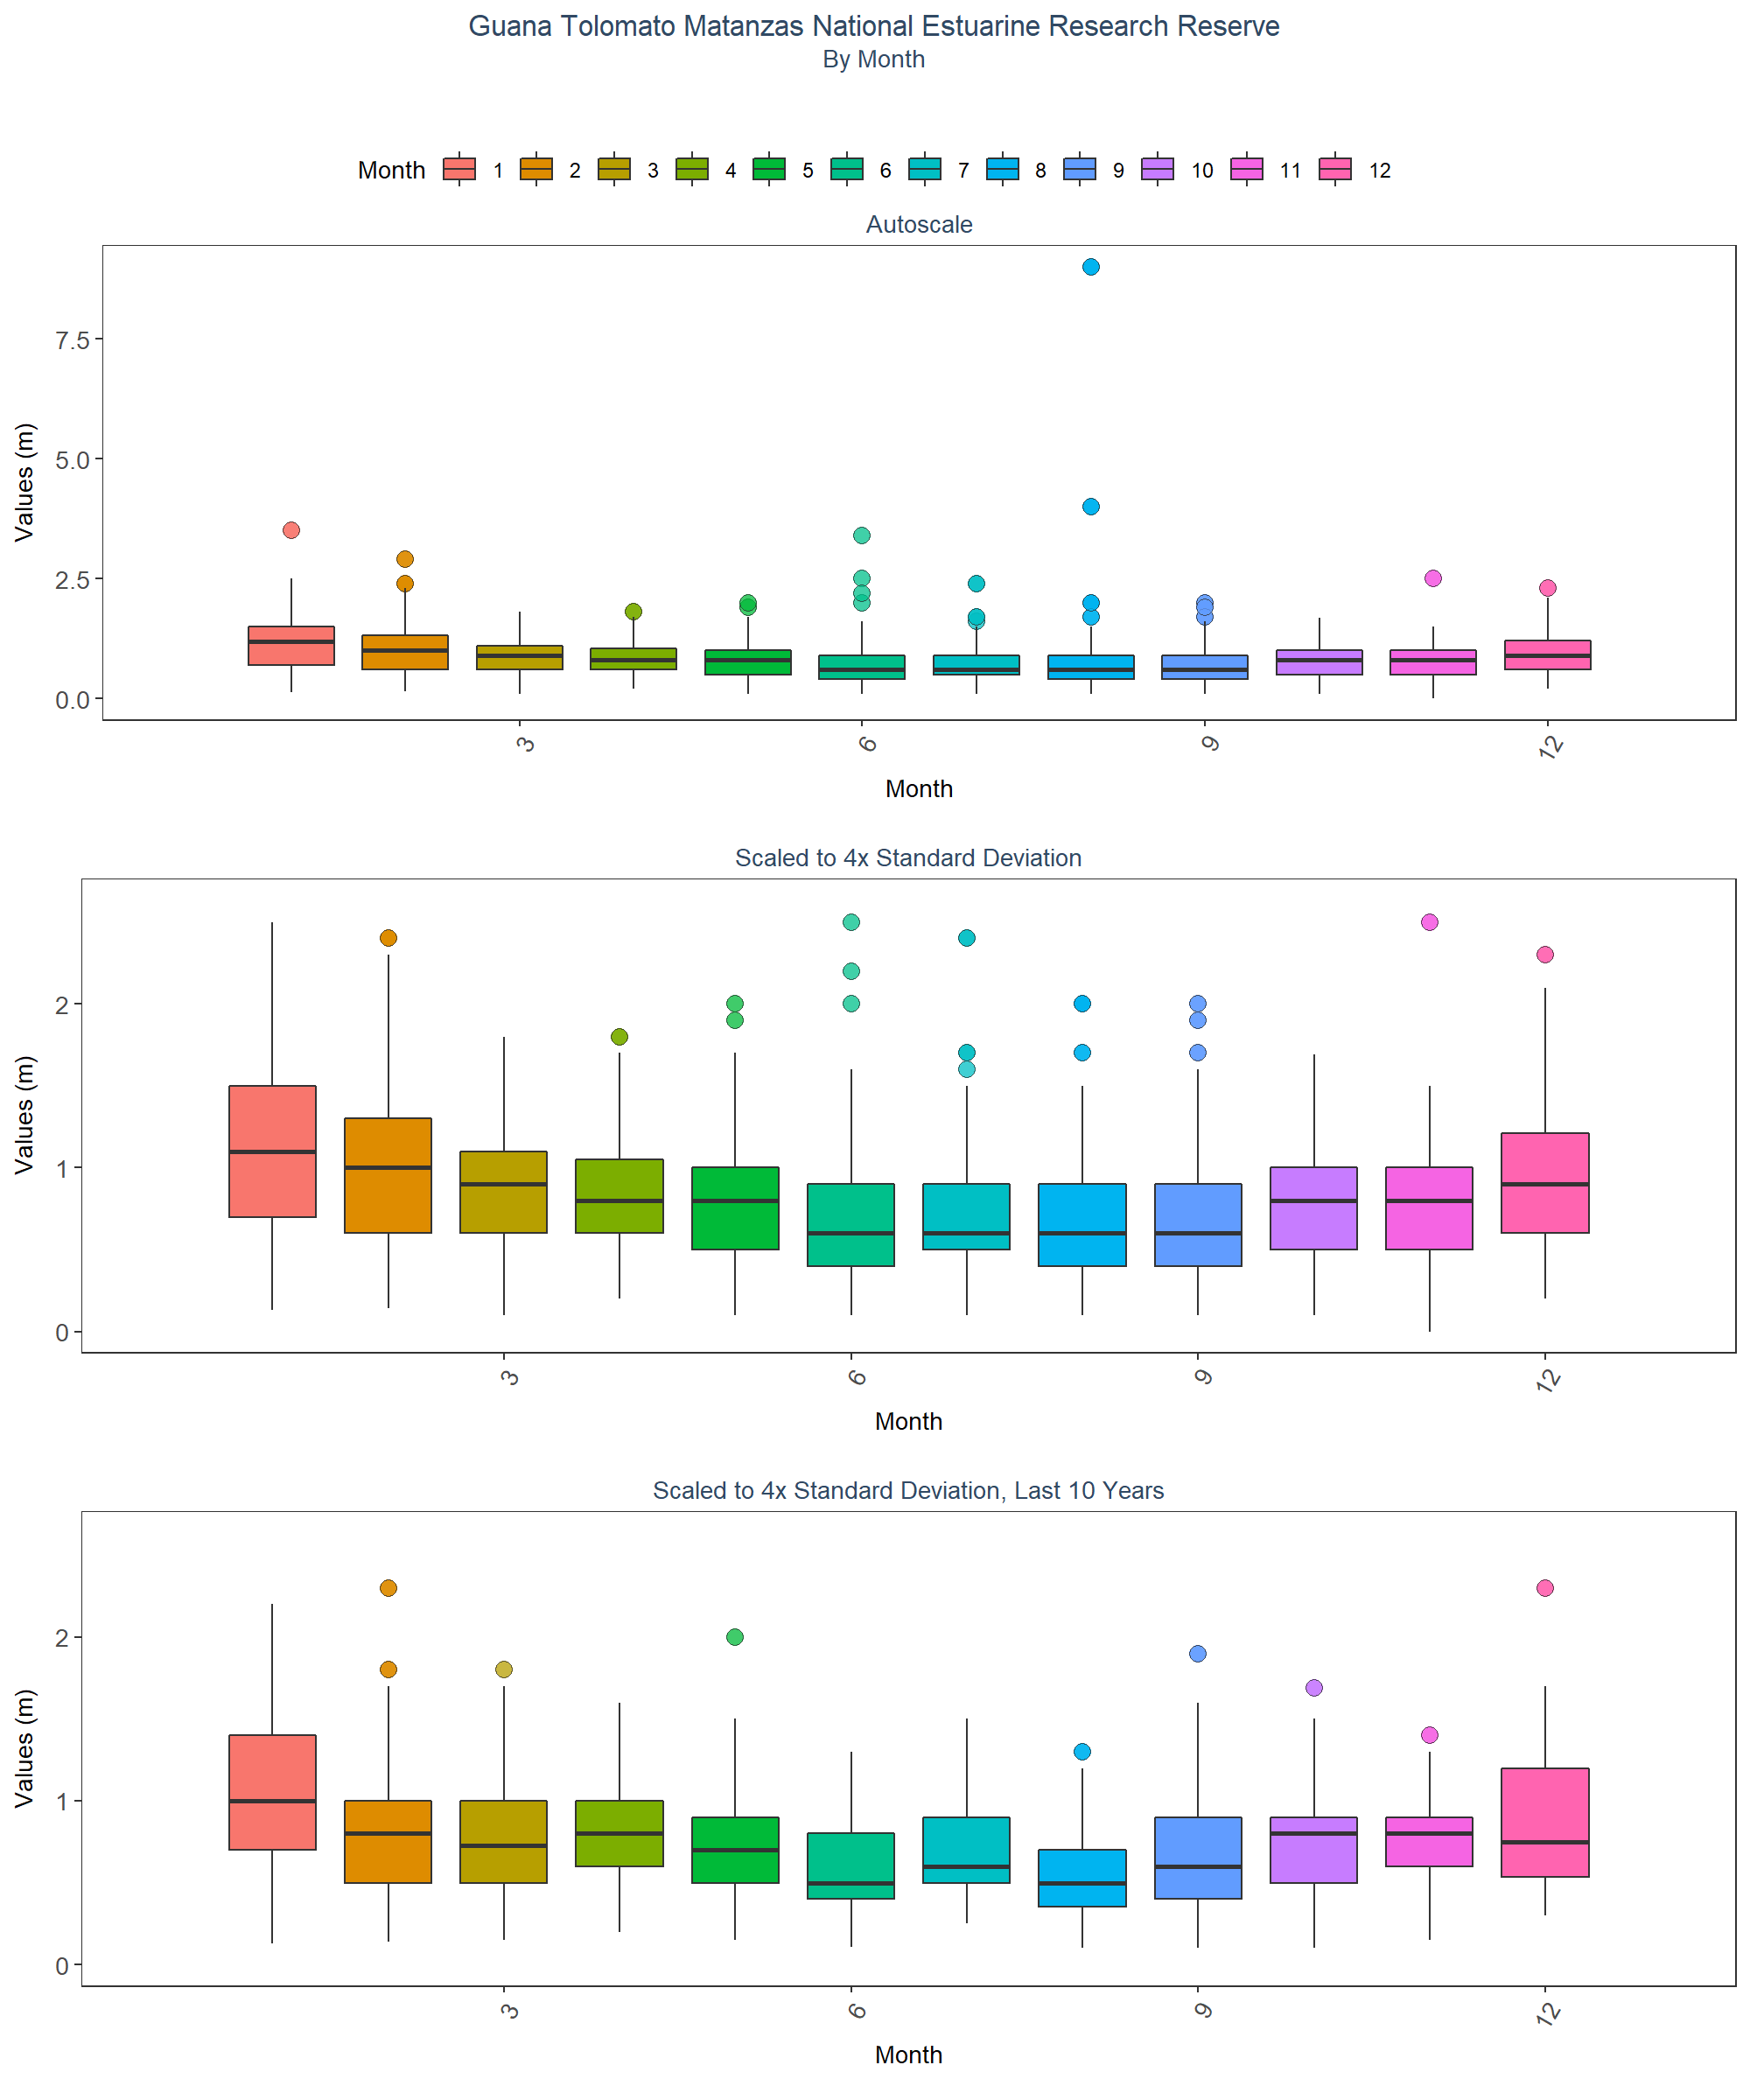 Guana Tolomato Matanzas National Estuarine Research Reserve
By Month
Month 1 2 3 4 5 6 7 8 9 10 11 12
Autoscale
Values (m)
7.5
5.0
2.5
0.0
3 6 9 12
Month
Scaled to 4x Standard Deviation
Values (m)
2
1
0
3 6 9 12
Month
Scaled to 4x Standard Deviation, Last 10 Years
Values (m)
2
1
0
3 6 9 12
Month